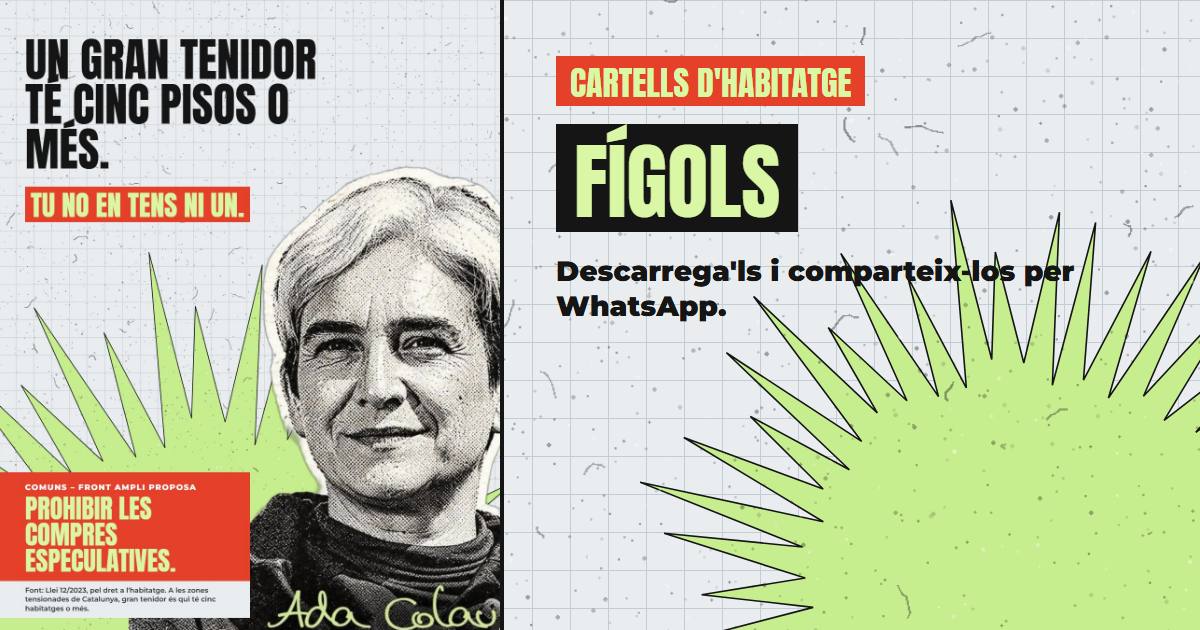 UN GRAN TENIDOR
TÉ CINC PISOS O
MÉS.
TU NO EN TENS NI UN.
COMUNS – FRONT AMPLI PROPOSA
PROHIBIR LES
COMPRES
ESPECULATIVES.
Font: Llei 12/2023, pel dret a l'habitatge. A les zones
tensionades de Catalunya, gran tenidor és qui té cinc
habitatges o més.
Ada Colau
CARTELLS D'HABITATGE
FÍGOLS
Descarrega'ls i comparteix-los per
WhatsApp.